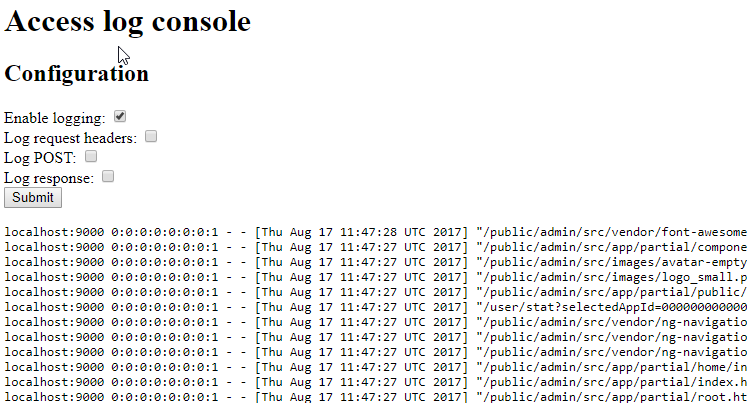 Access log console
Configuration
Enable logging:
Log request headers:
Log POST:
Log response:
Submit
localhost:9000 0:0:0:0:0:0:0:1 - - [Thu Aug 17 11:47:28 UTC 2017] "/public/admin/src/vendor/font-awesome
localhost:9000 0:0:0:0:0:0:0:1 - - [Thu Aug 17 11:47:27 UTC 2017] "/public/admin/src/app/partial/compone
localhost:9000 0:0:0:0:0:0:0:1 - - [Thu Aug 17 11:47:27 UTC 2017] "/public/admin/src/images/avatar-empty
localhost:9000 0:0:0:0:0:0:0:1 - - [Thu Aug 17 11:47:27 UTC 2017] "/public/admin/src/images/logo_small.p
localhost:9000 0:0:0:0:0:0:0:1 - - [Thu Aug 17 11:47:27 UTC 2017] "/public/admin/src/app/partial/public/
localhost:9000 0:0:0:0:0:0:0:1 - - [Thu Aug 17 11:47:27 UTC 2017] "/user/stat?selectedAppId=000000000000
localhost:9000 0:0:0:0:0:0:0:1 - - [Thu Aug 17 11:47:27 UTC 2017] "/public/admin/src/vendor/ng-navigatio
localhost:9000 0:0:0:0:0:0:0:1 - - [Thu Aug 17 11:47:27 UTC 2017] "/public/admin/src/vendor/ng-navigatio
localhost:9000 0:0:0:0:0:0:0:1 - - [Thu Aug 17 11:47:27 UTC 2017] "/public/admin/src/vendor/ng-navigatio
localhost:9000 0:0:0:0:0:0:0:1 - - [Thu Aug 17 11:47:27 UTC 2017] "/public/admin/src/app/partial/home/in
localhost:9000 0:0:0:0:0:0:0:1 - - [Thu Aug 17 11:47:27 UTC 2017] "/public/admin/src/app/partial/index.h
localhost:9000 0:0:0:0:0:0:0:1 - - [Thu Aug 17 11:47:27 UTC 2017] "/public/admin/src/app/partial/root.ht